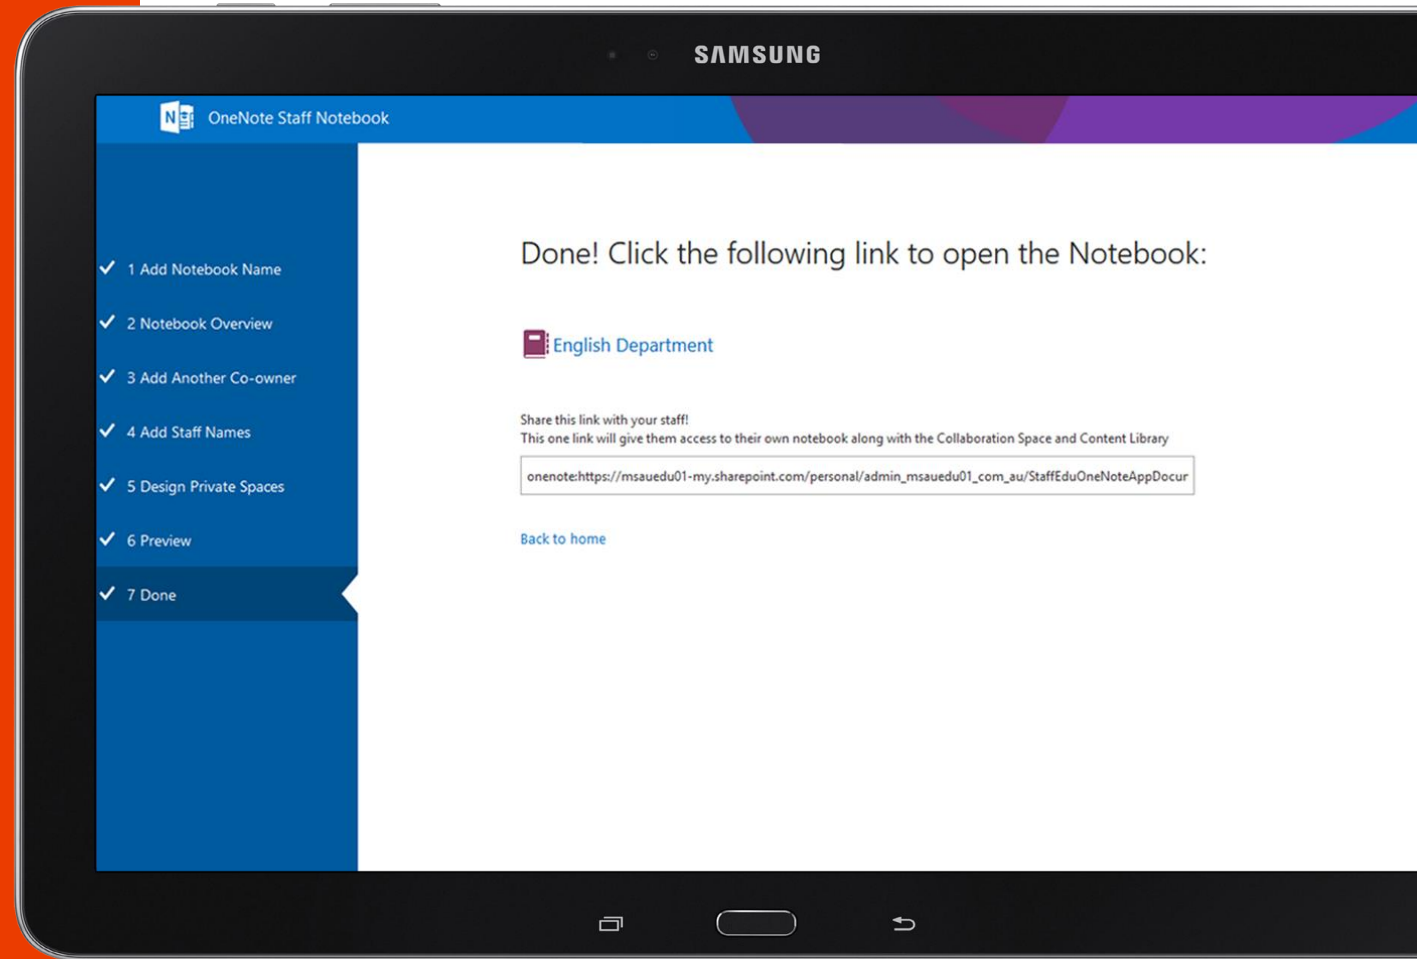 SAMSUNG
N
OneNote Staff Notebook
1 Add Notebook Name
2 Notebook Overview
3 Add Another Co-owner
4 Add Staff Names
5 Design Private Spaces
6 Preview
7 Done
Done! Click the following link to open the Notebook:
English Department
Share this link with your staff!
This one link will give them access to their own notebook along with the Collaboration Space and Content Library
onenote:https://msauedu01-my.sharepoint.com/personal/admin_msauedu01_com_au/StaffEduOneNoteAppDocur
Back to home